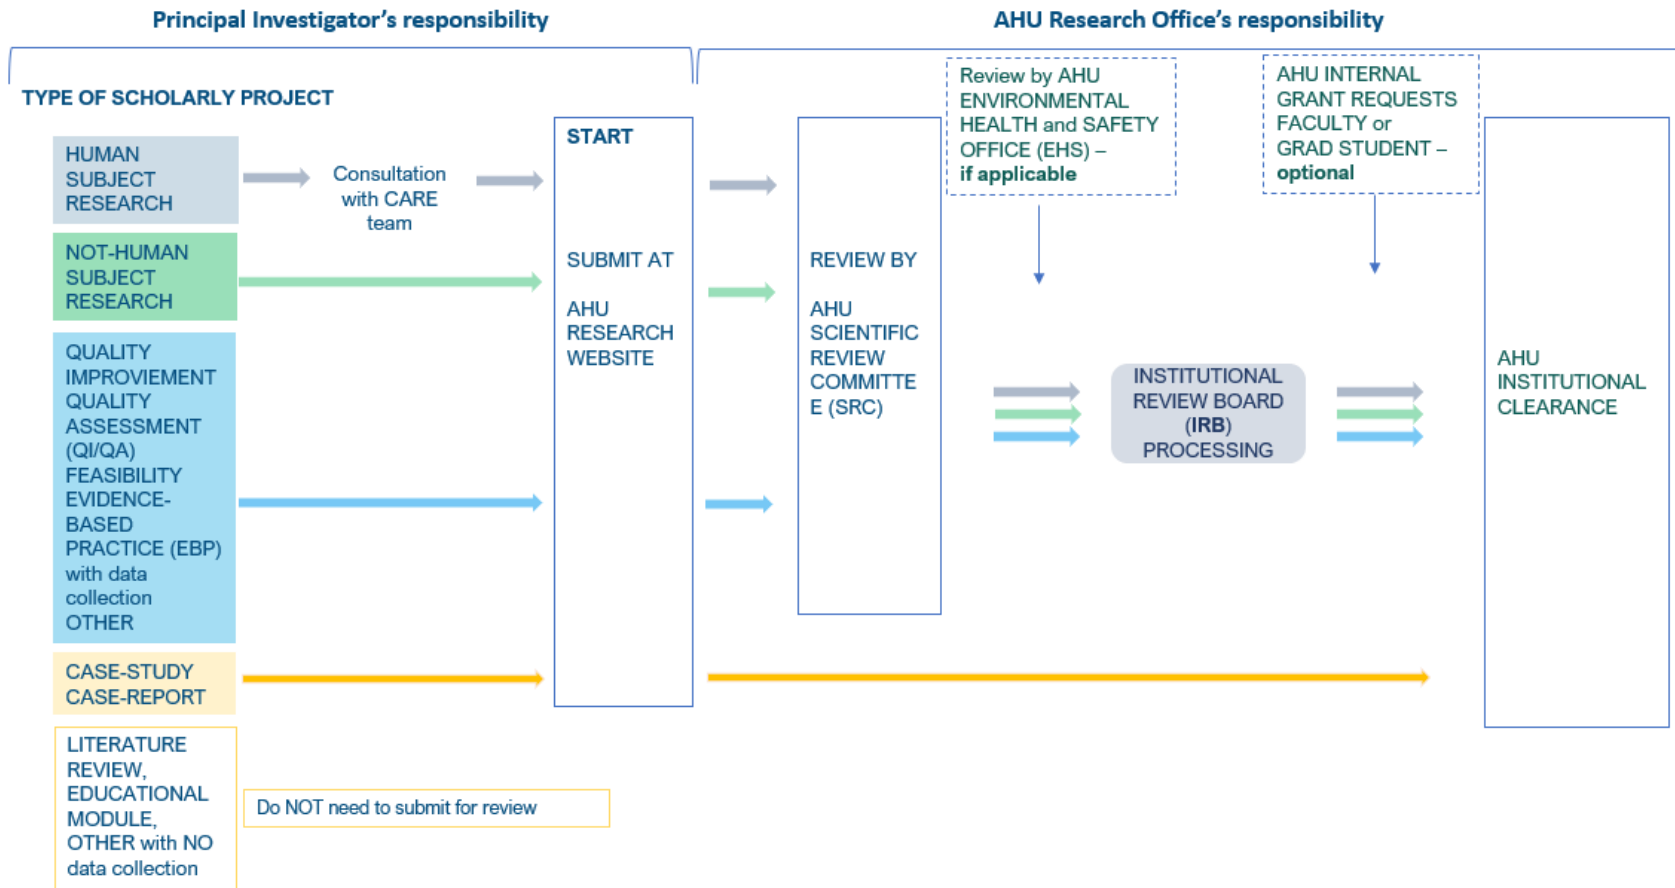 Principal Investigator's responsibility
AHU Research Office's responsibility
TYPE OF SCHOLARLY PROJECT
HUMAN
SUBJECT
RESEARCH
Consultation
with CARE
team
NOT-HUMAN
SUBJECT
RESEARCH
QUALITY
IMPROVIEMENT
QUALITY
ASSESSMENT
(QI/QA)
FEASIBILITY
EVIDENCE-
BASED
PRACTICE (EBP)
with data
collection
OTHER
CASE-STUDY
CASE-REPORT
LITERATURE
REVIEW,
EDUCATIONAL
MODULE,
OTHER with NO
data collection
Do NOT need to submit for review
START
SUBMIT AT
AHU
RESEARCH
WEBSITE
REVIEW BY
AHU
SCIENTIFIC
REVIEW
COMMITTE
E (SRC)
Review by AHU
ENVIRONMENTAL
HEALTH and SAFETY
OFFICE (EHS) –
if applicable
INSTITUTIONAL
REVIEW BOARD
(IRB)
PROCESSING
AHU INTERNAL
GRANT REQUESTS
FACULTY or
GRAD STUDENT –
optional
AHU
INSTITUTIONAL
CLEARANCE